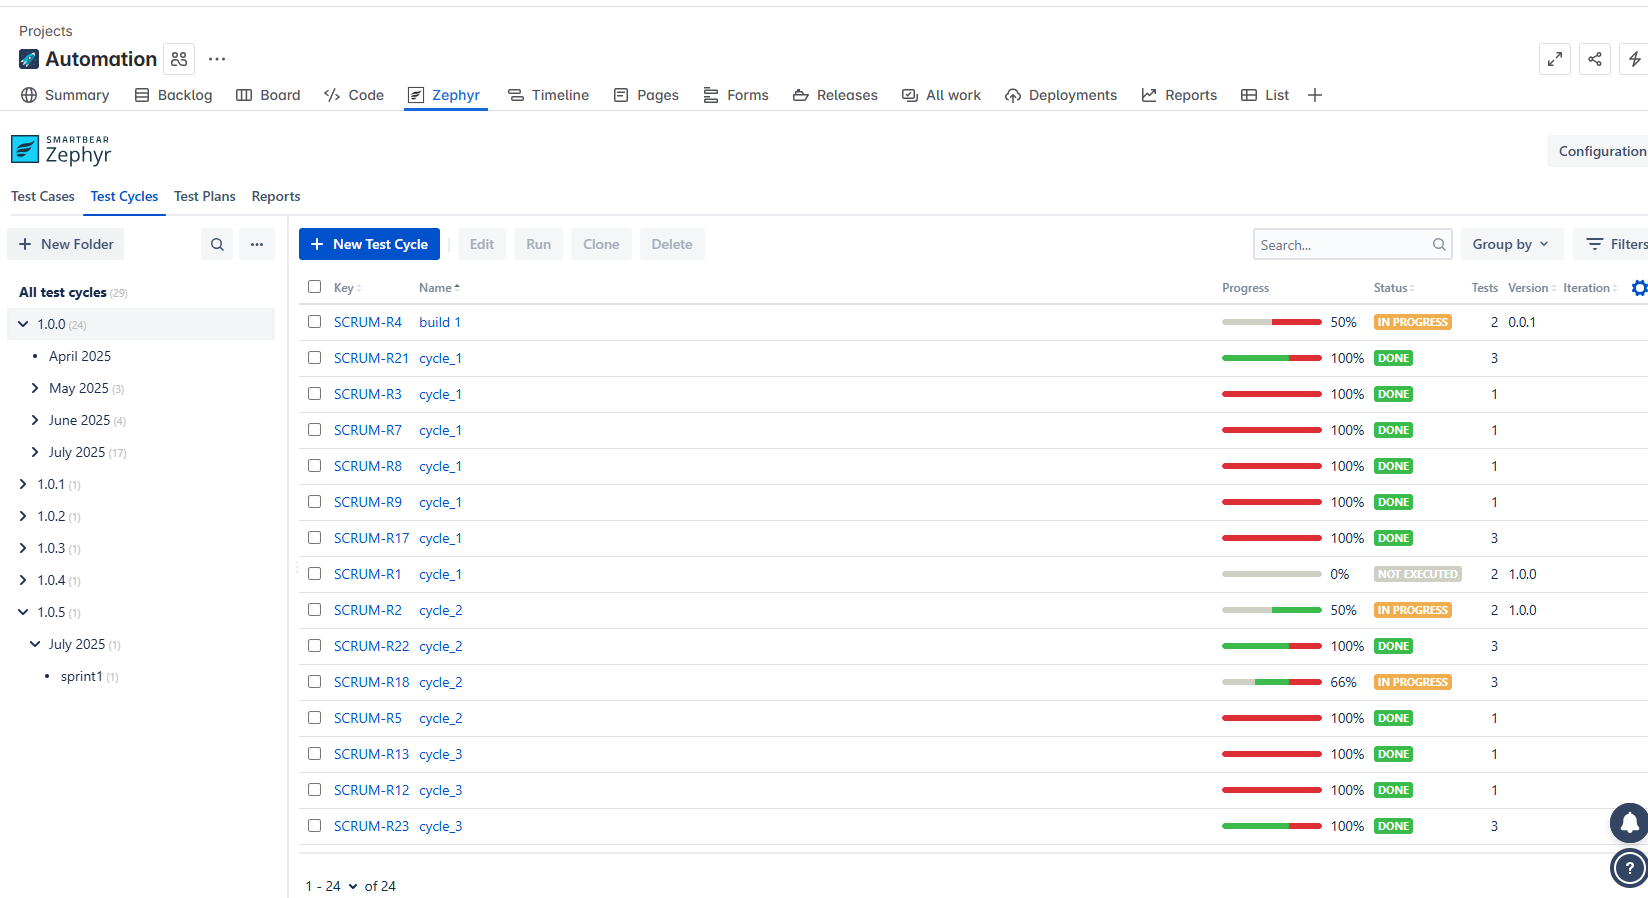 Projects
Automation
Summary Backlog Board Code Zephyr Timeline Pages Forms Releases All work Deployments Reports List
SMARTBEAR
Zephyr
Configuration
Test Cases Test Cycles Test Plans Reports
New Folder
New Test Cycle Edit Run Clone Delete Search... Group by Filters
All test cycles (29)
1.0.0 (24)
April 2025
May 2025 (3)
June 2025 (4)
July 2025 (17)
1.0.1 (1)
1.0.2 (1)
1.0.3 (1)
1.0.4 (1)
1.0.5 (1)
July 2025 (1)
sprint1 (1)
Key Name Progress Status Tests Version Iteration
SCRUM-R4 build 1 50% IN PROGRESS 2 0.0.1
SCRUM-R21 cycle_1 100% DONE 3
SCRUM-R3 cycle_1 100% DONE 1
SCRUM-R7 cycle_1 100% DONE 1
SCRUM-R8 cycle_1 100% DONE 1
SCRUM-R9 cycle_1 100% DONE 1
SCRUM-R17 cycle_1 100% DONE 3
SCRUM-R1 cycle_1 0% NOT EXECUTED 2 1.0.0
SCRUM-R2 cycle_2 50% IN PROGRESS 2 1.0.0
SCRUM-R22 cycle_2 100% DONE 3
SCRUM-R18 cycle_2 66% IN PROGRESS 3
SCRUM-R5 cycle_2 100% DONE 1
SCRUM-R13 cycle_3 100% DONE 1
SCRUM-R12 cycle_3 100% DONE 1
SCRUM-R23 cycle_3 100% DONE 3
1 - 24 of 24